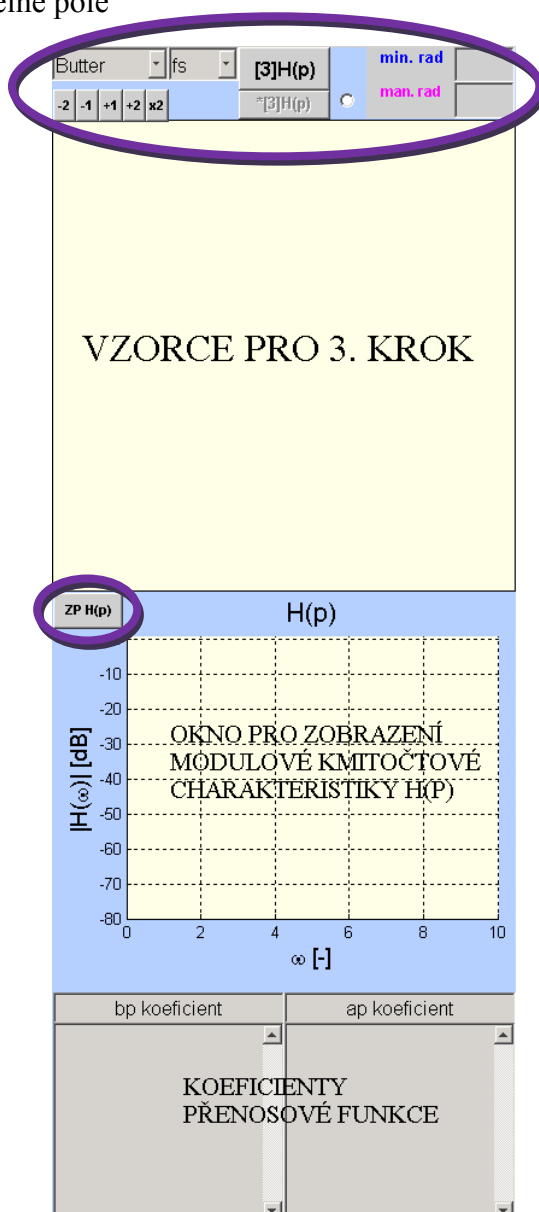 elné pole
Butter fs [3]H(p) min. rad
-2 -1 +1 +2 x2 *[3]H(p) man. rad
VZORCE PRO 3. KROK
ZP H(p) H(p)
-10
-20
-30
-40
-50
-60
-70
-80
|H(ω)| [dB]
OKNO PRO ZOBRAZENÍ
MODULOVÉ KMITOČTOVÉ
CHARAKTERISTIKY H(P)
0 2 4 6 8 10
ω [-]
bp koeficient ap koeficient
KOEFICIENTY
PŘENOSOVÉ FUNKCE